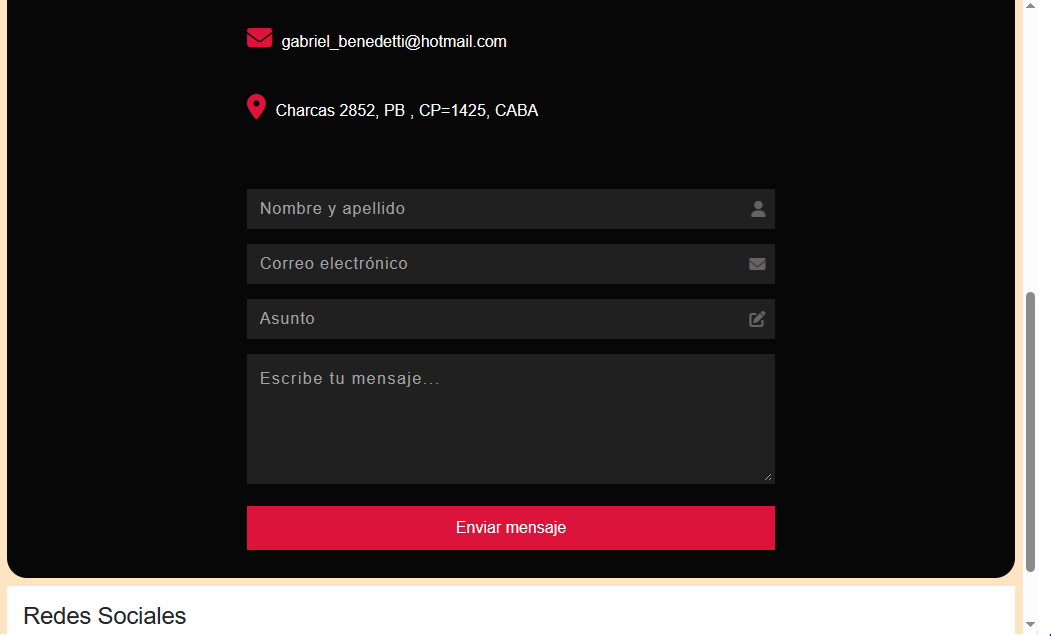 gabriel_benedetti@hotmail.com
Charcas 2852, PB , CP=1425, CABA
Nombre y apellido
Correo electrónico
Asunto
Escribe tu mensaje...
Enviar mensaje
Redes Sociales